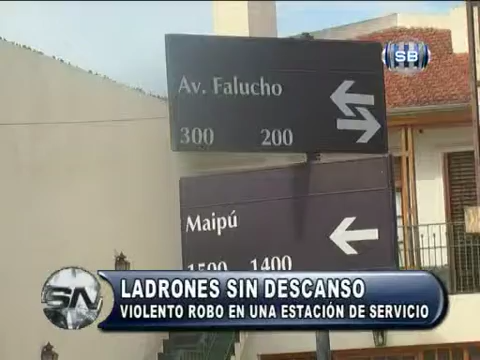 SB
Av. Falucho
300 200
Maipú
1500 1400
SN
LADRONES SIN DESCANSO
VIOLENTO ROBO EN UNA ESTACIÓN DE SERVICIO